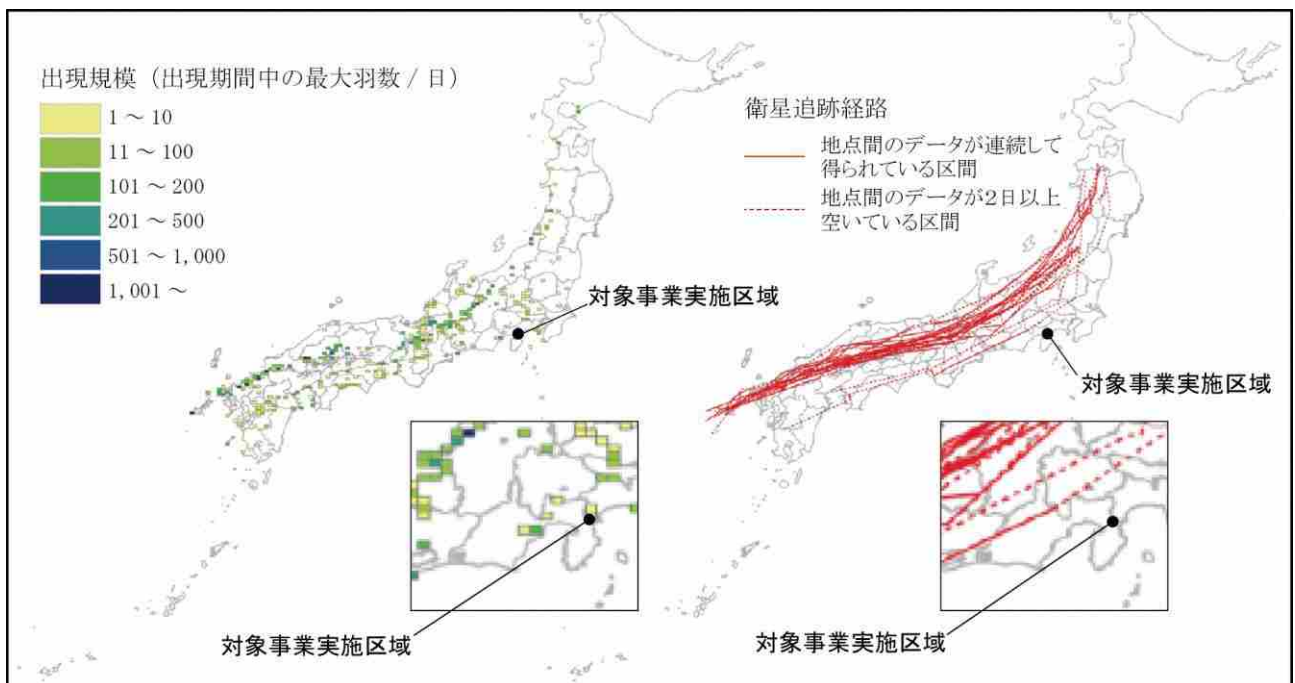 出現規模（出現期間中の最大羽数 / 日）
1 ～ 10
11 ～ 100
101 ～ 200
201 ～ 500
501 ～ 1,000
1,001 ～
対象事業実施区域
対象事業実施区域
衛星追跡経路
地点間のデータが連続して
得られている区間
地点間のデータが2日以上
空いている区間
対象事業実施区域
対象事業実施区域